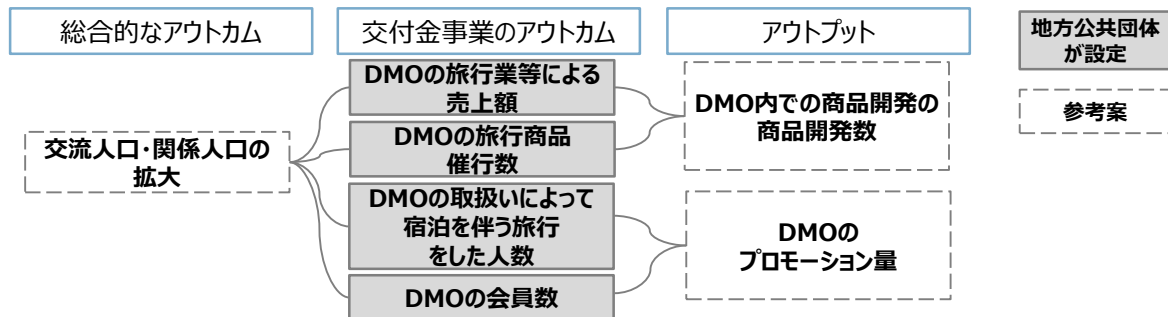 総合的なアウトカム
交付金事業のアウトカム
アウトプット
地方公共団体
が設定
参考案
交流人口・関係人口の
拡大
DMOの旅行業等による
売上額
DMOの旅行商品
催行数
DMOの取扱いによって
宿泊を伴う旅行
をした人数
DMOの会員数
DMO内での商品開発の
商品開発数
DMOの
プロモーション量